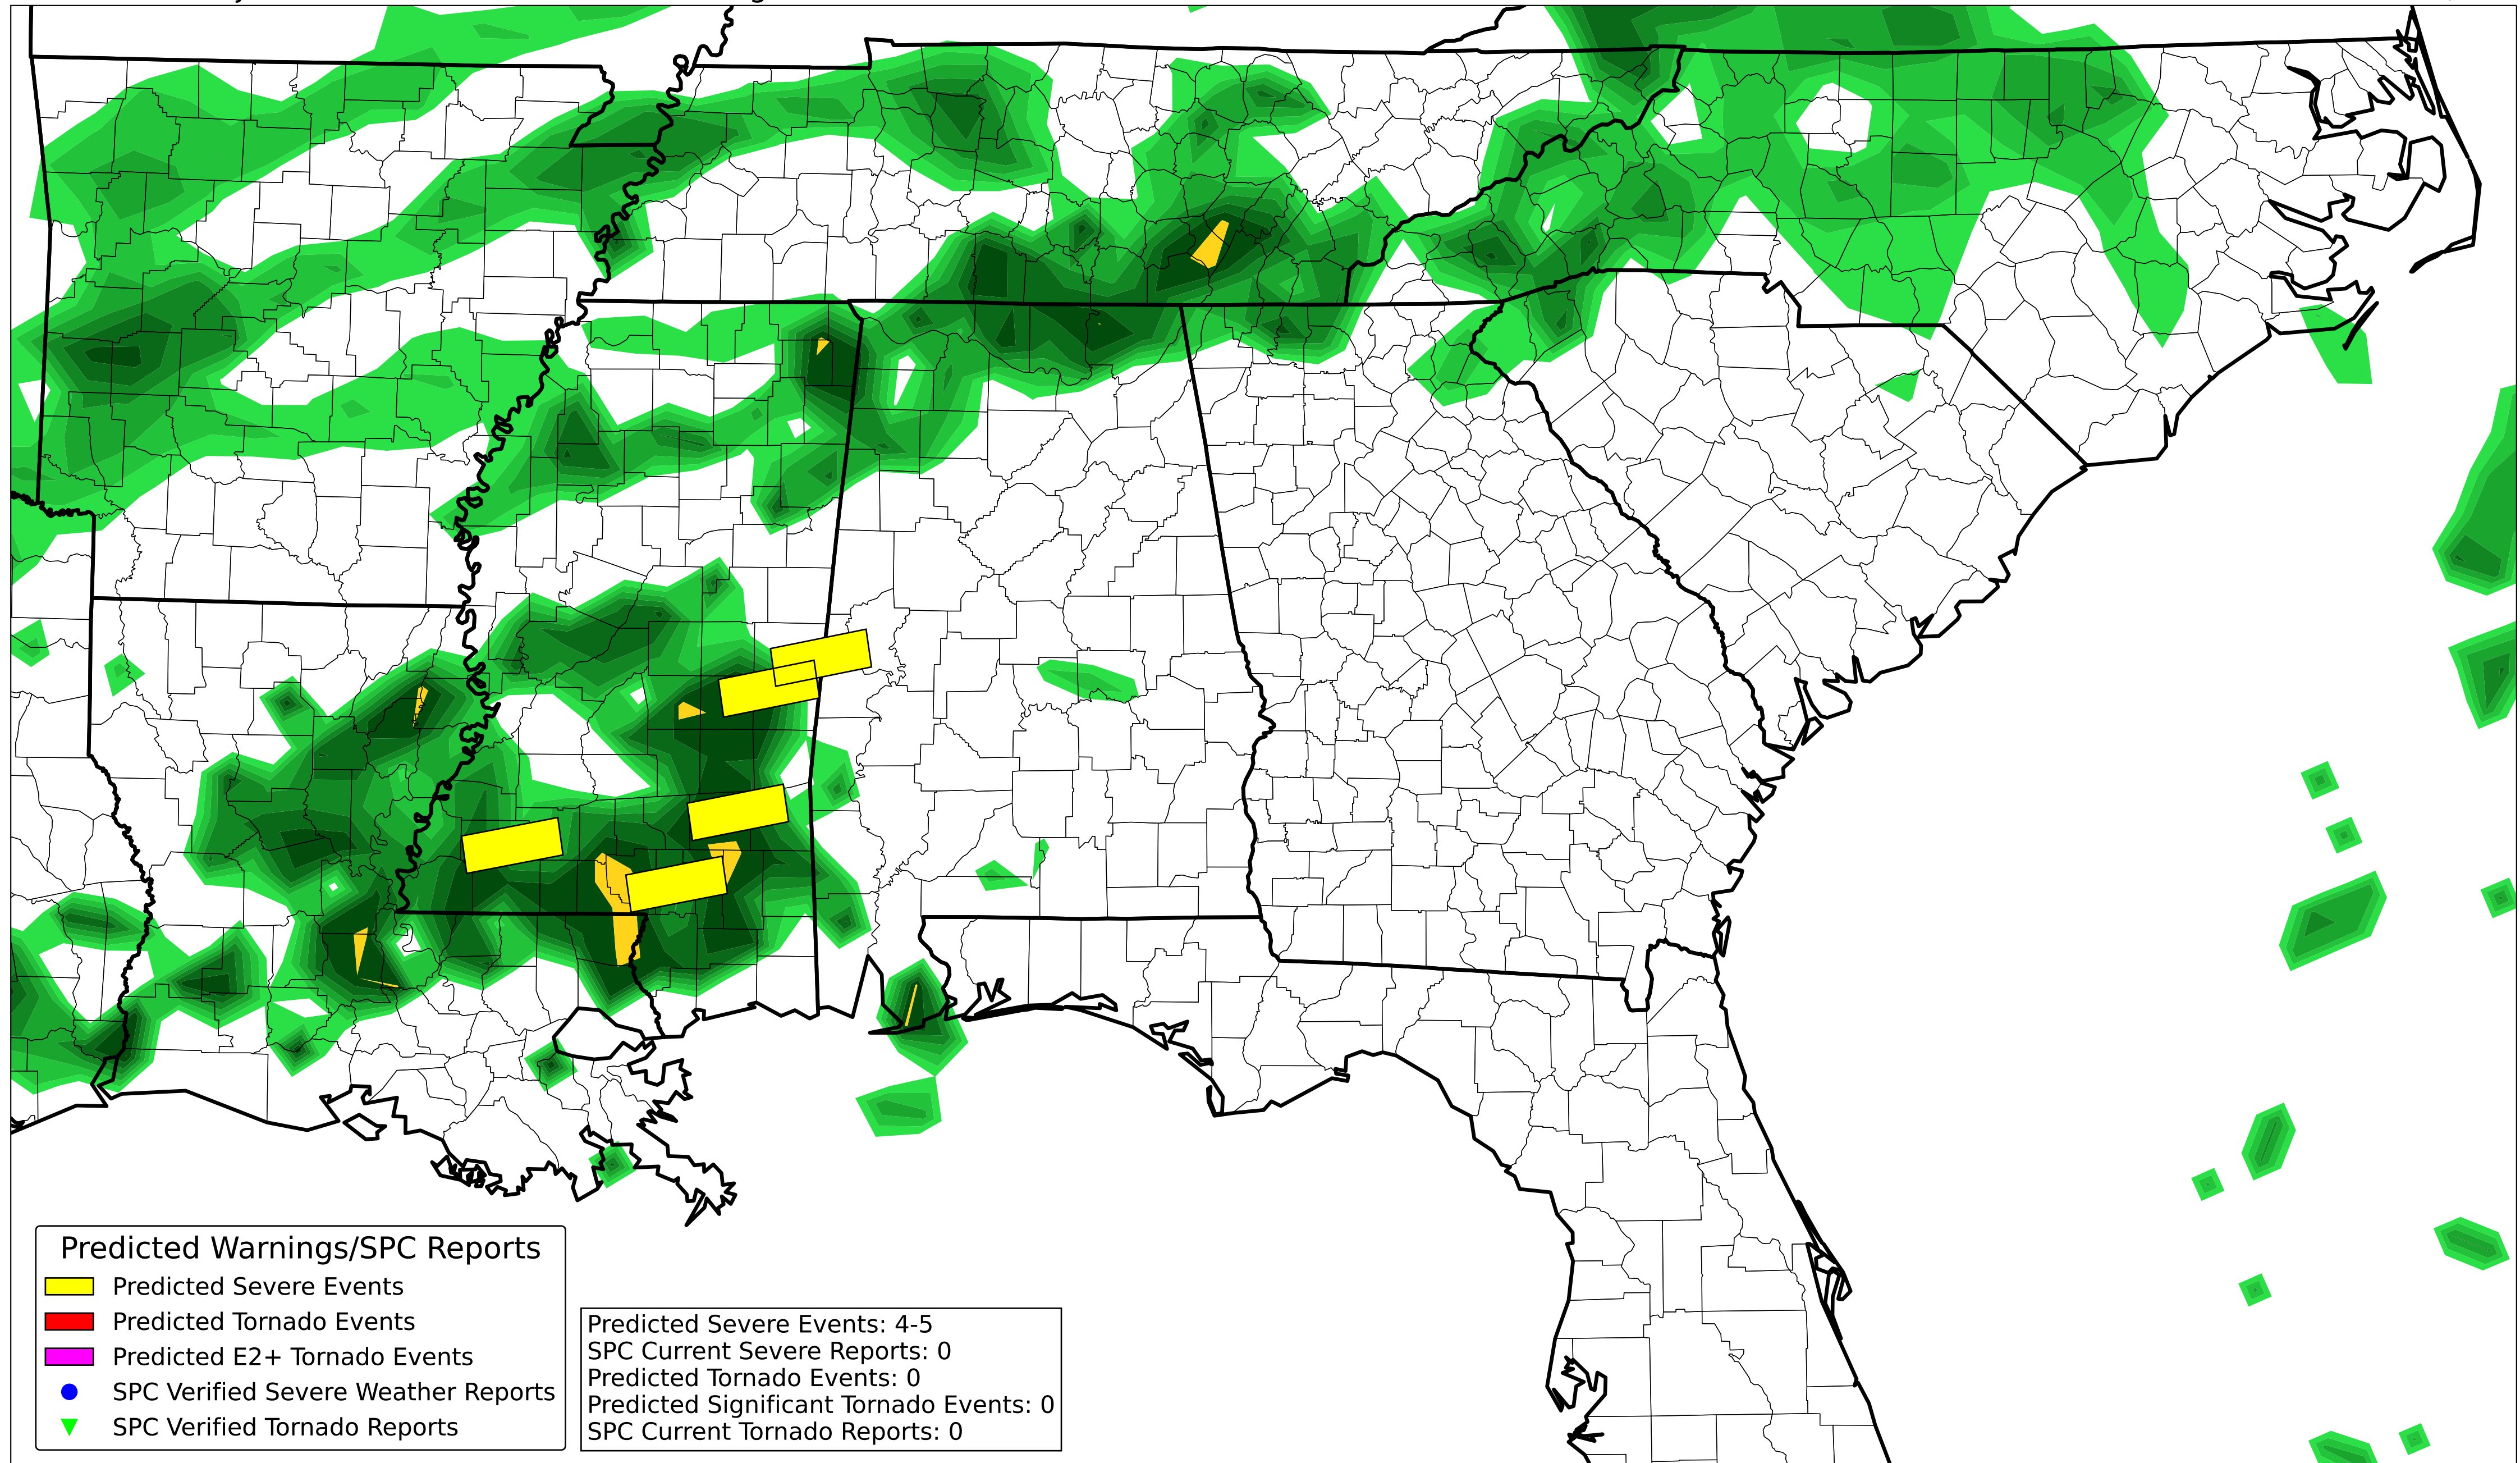 Predicted Warnings/SPC Reports
Predicted Severe Events
Predicted Tornado Events
Predicted E2+ Tornado Events
SPC Verified Severe Weather Reports
SPC Verified Tornado Reports
Predicted Severe Events: 4-5
SPC Current Severe Reports: 0
Predicted Tornado Events: 0
Predicted Significant Tornado Events: 0
SPC Current Tornado Reports: 0